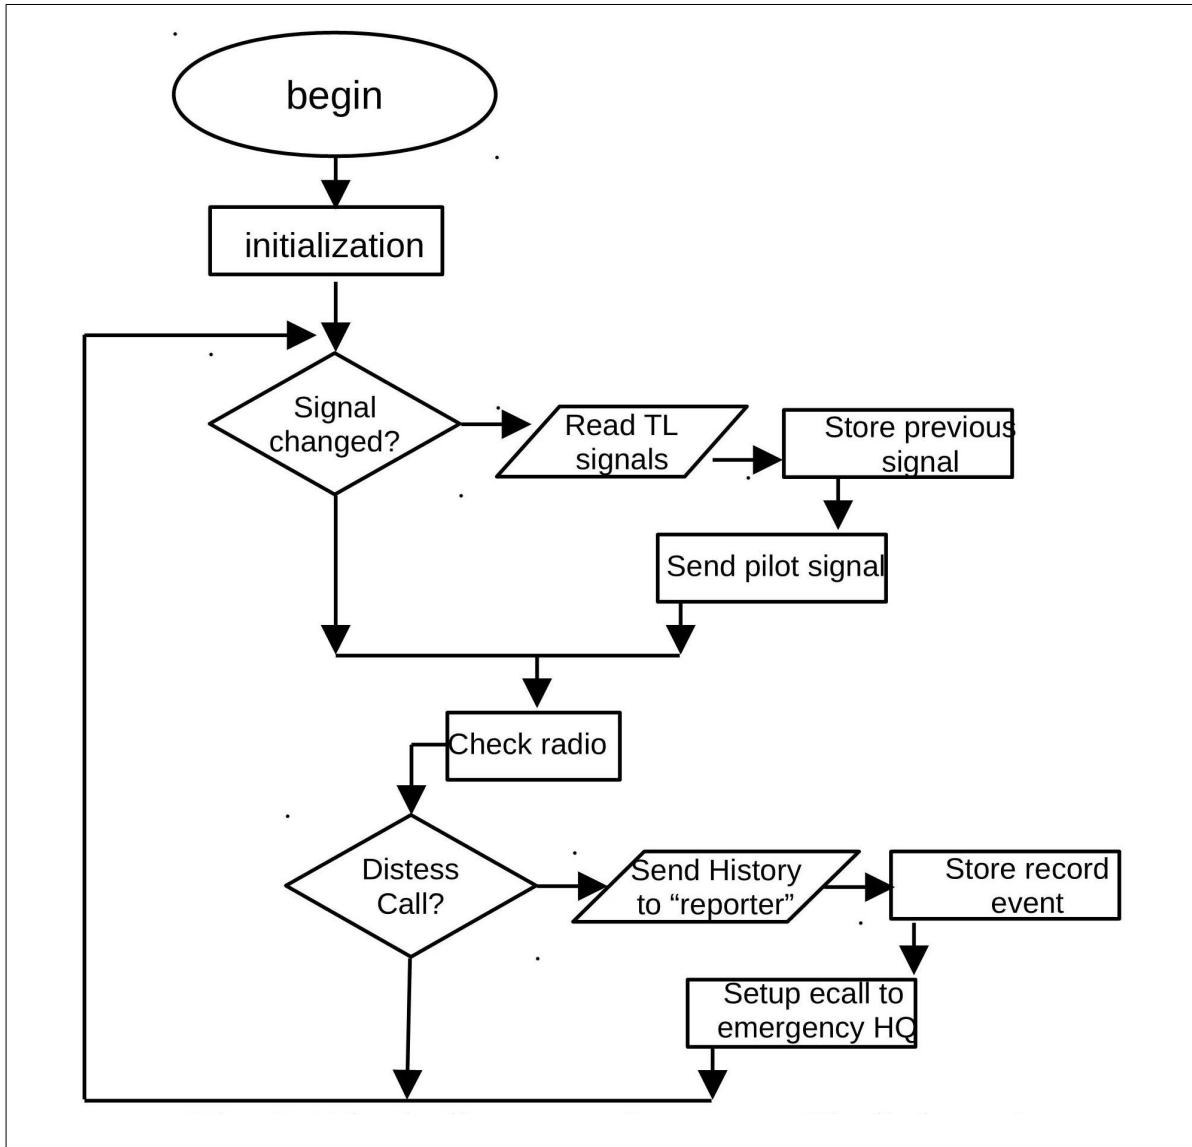 begin
initialization
Signal
changed?
Read TL
signals
Store previous
signal
Send pilot signal
Check radio
Distess
Call?
Send History
to “reporter”
Store record
event
Setup ecall to
emergency HQ